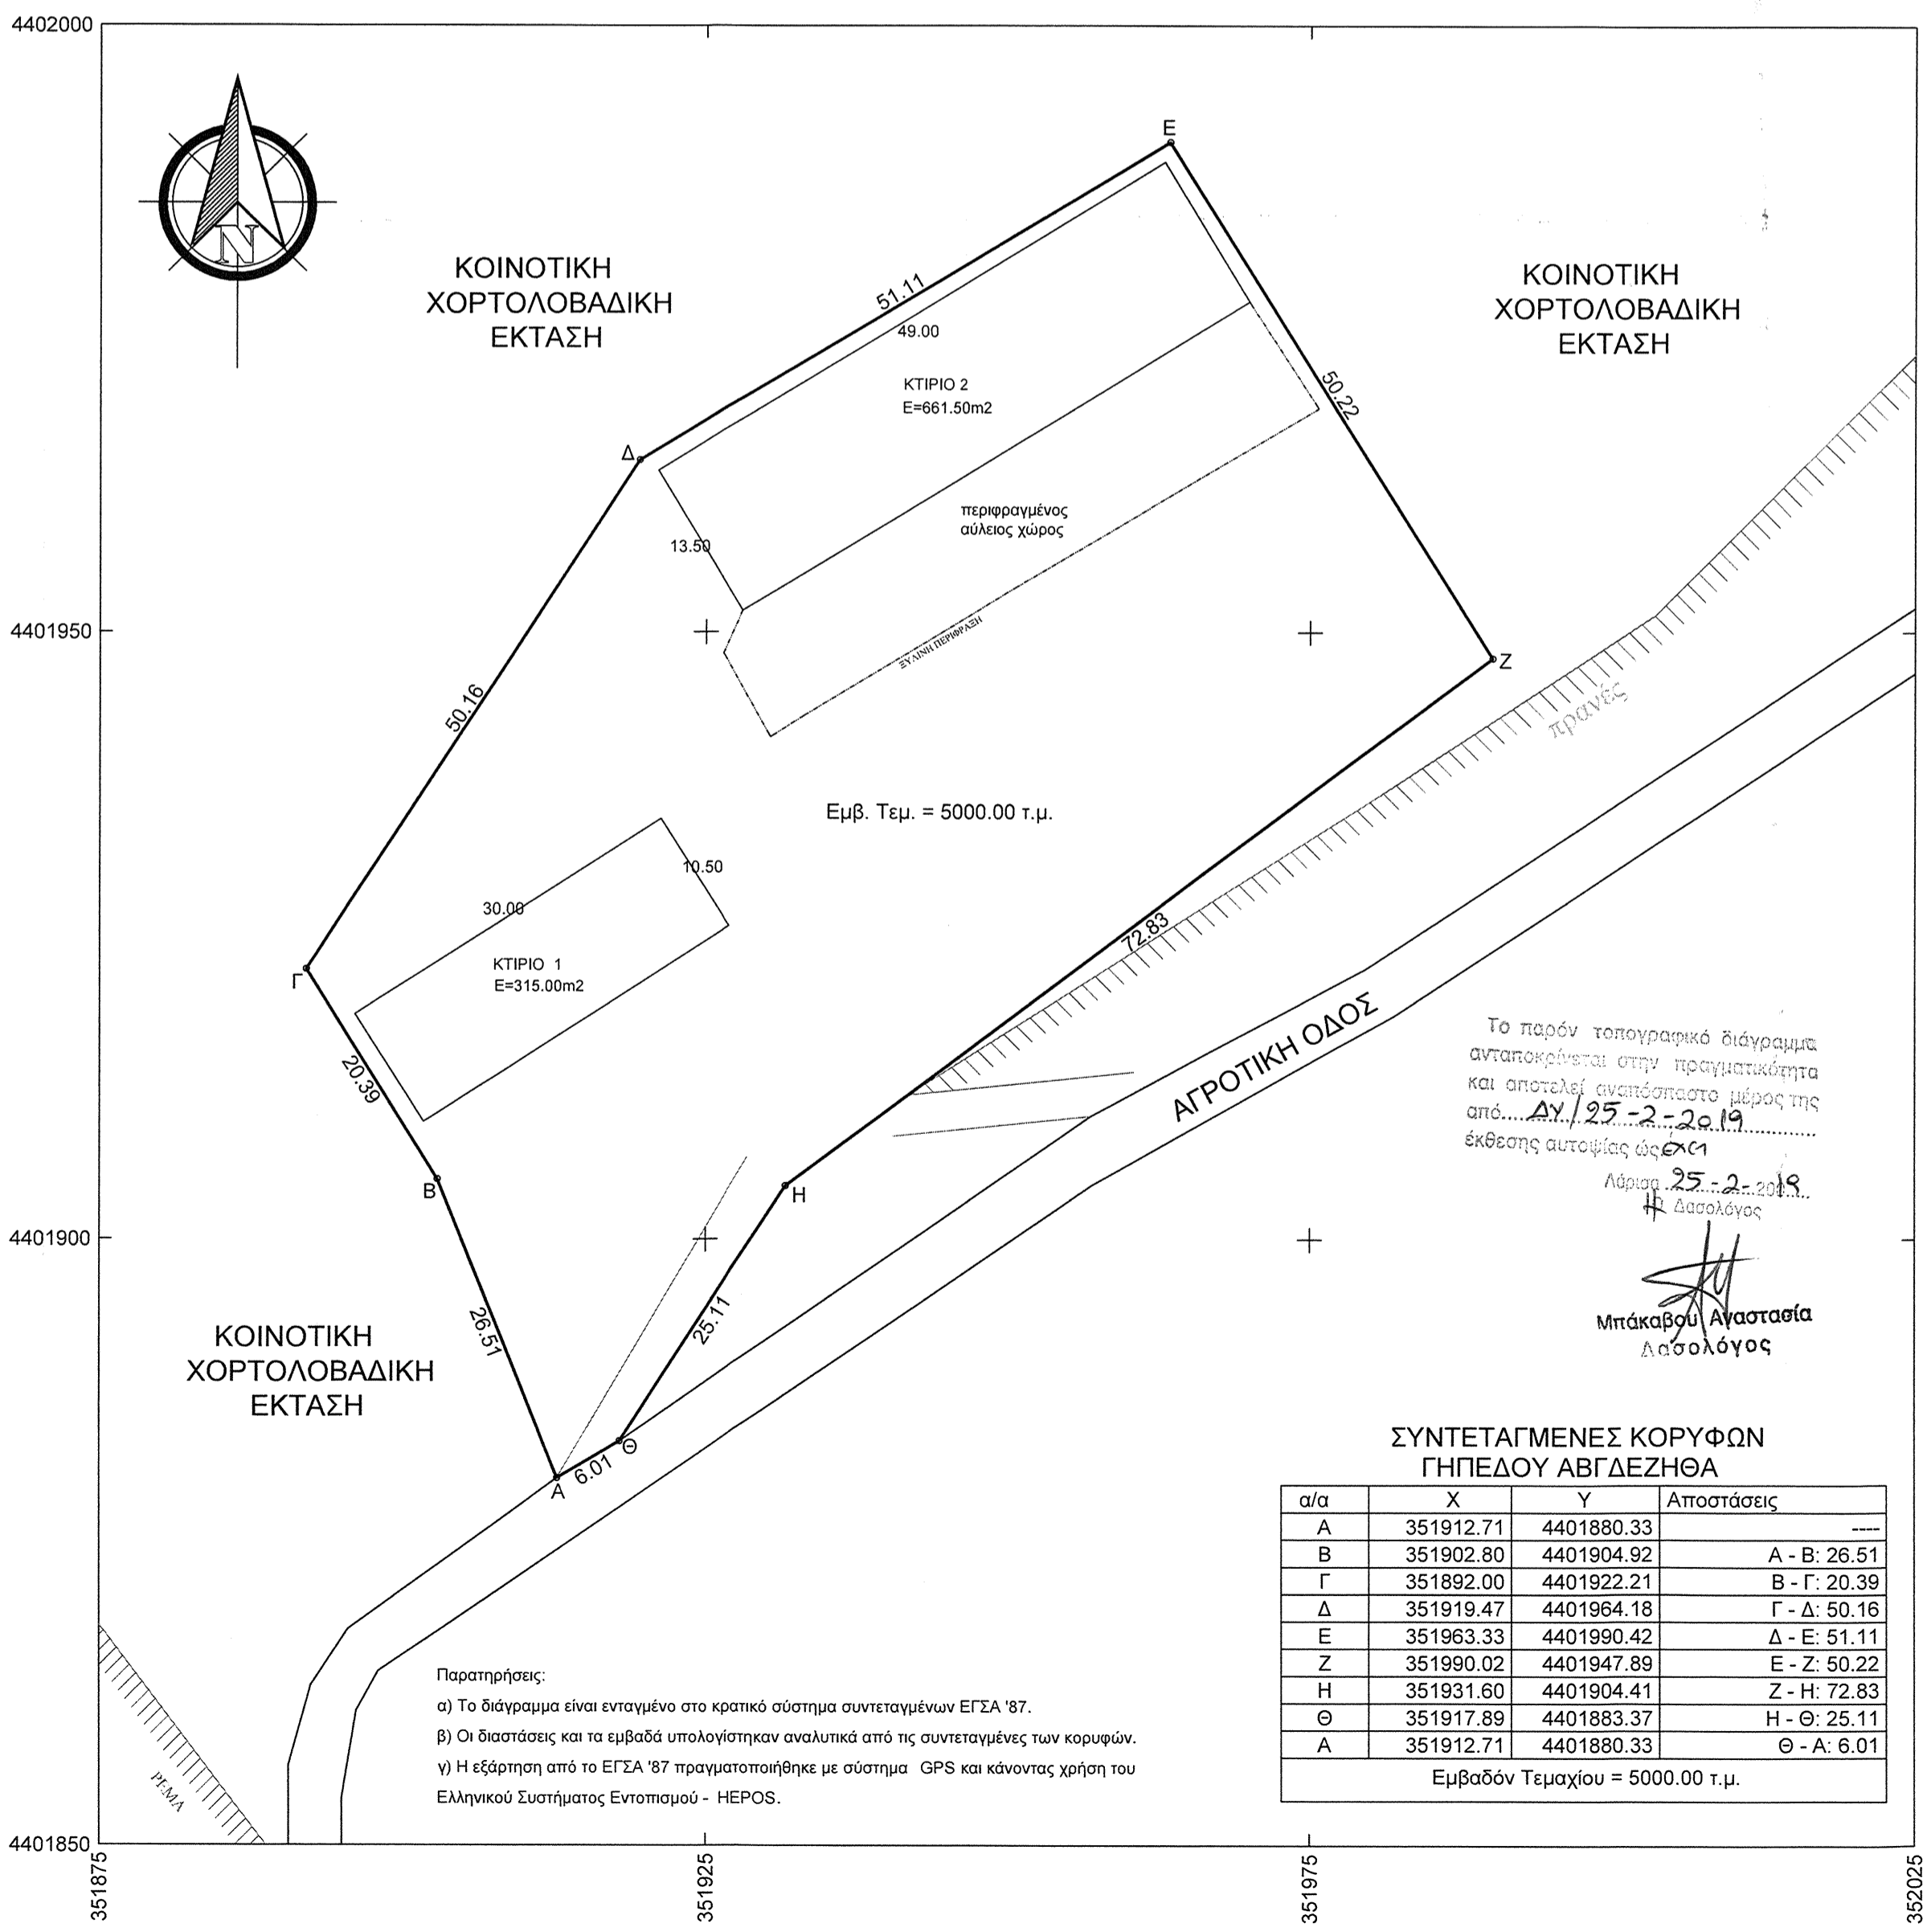 4402000
N
Ε
ΚΟΙΝΟΤΙΚΗ
ΧΟΡΤΟΛΟΒΑΔΙΚΗ
ΕΚΤΑΣΗ
ΚΟΙΝΟΤΙΚΗ
ΧΟΡΤΟΛΟΒΑΔΙΚΗ
ΕΚΤΑΣΗ
51.11
49.00
ΚΤΙΡΙΟ 2
Ε=661.50m2
50.22
Δ
περιφραγμένος
αύλειος χώρος
13.50
ΞΥΛΙΝΗ ΠΕΡΙΦΡΑΞΗ
4401950
Ζ
πρανές
50.16
Εμβ. Τεμ. = 5000.00 τ.μ.
10.50
30.00
72.83
ΚΤΙΡΙΟ 1
Ε=315.00m2
Γ
20.39
ΑΓΡΟΤΙΚΗ ΟΔΟΣ
Το παρόν τοπογραφικό διάγραμμα
ανταποκρίνεται στην πραγματικότητα
και αποτελεί αναπόσπαστο μέρος της
από.... ΔΥ/25-2-2019
έκθεσης αυτοψίας ώς έχει
Λάρισα 25-2-2019
Η Δασολόγος
Μπάκαβου Αναστασία
Δασολόγος
Β
Η
4401900
26.51
25.11
ΚΟΙΝΟΤΙΚΗ
ΧΟΡΤΟΛΟΒΑΔΙΚΗ
ΕΚΤΑΣΗ
Θ
6.01
Α
ΣΥΝΤΕΤΑΓΜΕΝΕΣ ΚΟΡΥΦΩΝ
ΓΗΠΕΔΟΥ ΑΒΓΔΕΖΗΘΑ
α/α Χ Υ Αποστάσεις
Α 351912.71 4401880.33 ----
Β 351902.80 4401904.92 Α - Β: 26.51
Γ 351892.00 4401922.21 Β - Γ: 20.39
Δ 351919.47 4401964.18 Γ - Δ: 50.16
Ε 351963.33 4401990.42 Δ - Ε: 51.11
Ζ 351990.02 4401947.89 Ε - Ζ: 50.22
Η 351931.60 4401904.41 Ζ - Η: 72.83
Θ 351917.89 4401883.37 Η - Θ: 25.11
Α 351912.71 4401880.33 Θ - Α: 6.01
Εμβαδόν Τεμαχίου = 5000.00 τ.μ.
Παρατηρήσεις:
α) Το διάγραμμα είναι ενταγμένο στο κρατικό σύστημα συντεταγμένων ΕΓΣΑ '87.
β) Οι διαστάσεις και τα εμβαδά υπολογίστηκαν αναλυτικά από τις συντεταγμένες των κορυφών.
γ) Η εξάρτηση από το ΕΓΣΑ '87 πραγματοποιήθηκε με σύστημα GPS και κάνοντας χρήση του
Ελληνικού Συστήματος Εντοπισμού - HEPOS.
ΡΕΜΑ
4401850
351875
351925
351975
352025